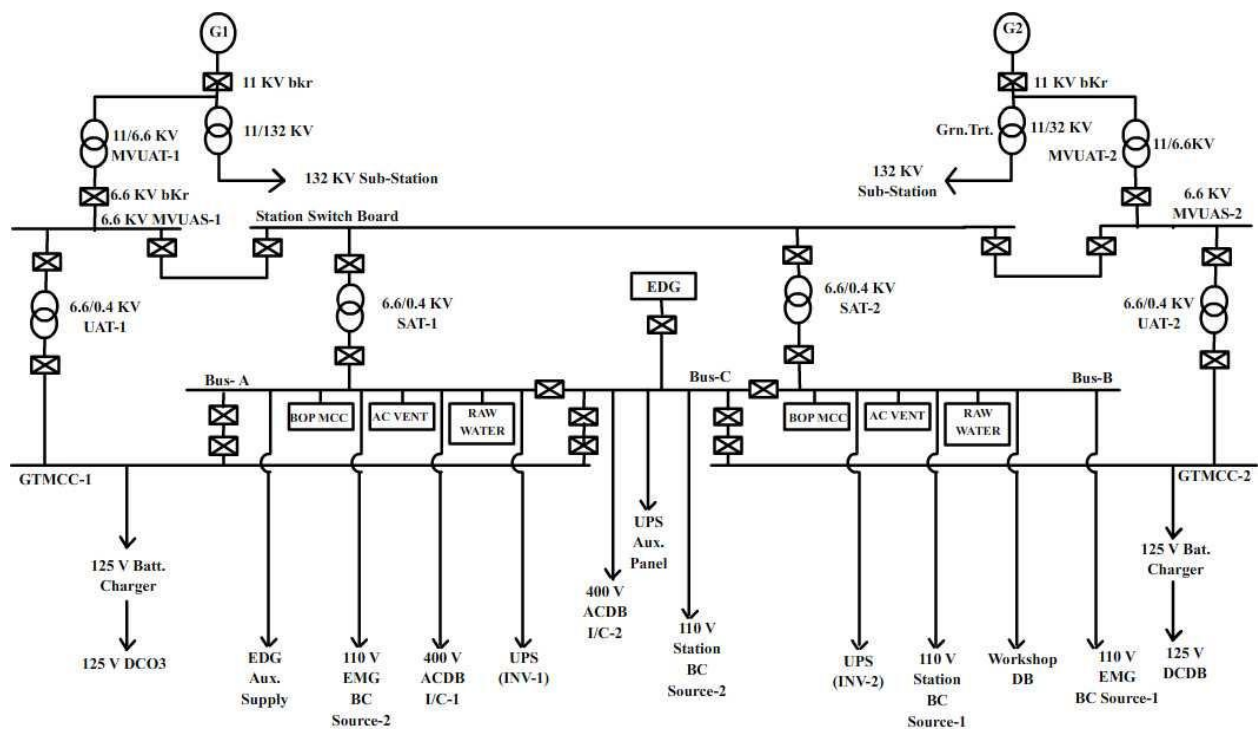 G1
G2
11 KV bkr
11 KV bKr
11/6.6 KV
MVUAT-1
11/132 KV
Grn.Trt.
11/32 KV
MVUAT-2
11/6.6KV
132 KV Sub-Station
132 KV
Sub-Station
6.6 KV bKr
6.6 KV MVUAS-1
Station Switch Board
6.6 KV
MVUAS-2
EDG
6.6/0.4 KV
UAT-1
6.6/0.4 KV
SAT-1
6.6/0.4 KV
SAT-2
6.6/0.4 KV
UAT-2
Bus- A
Bus-C
Bus-B
BOP MCC
AC VENT
RAW
WATER
BOP MCC
AC VENT
RAW
WATER
GTMCC-1
GTMCC-2
125 V Batt.
Charger
125 V DCO3
EDG
Aux.
Supply
110 V
EMG
BC
Source-2
400 V
ACDB
I/C-1
UPS
(INV-1)
400 V
ACDB
I/C-2
UPS
Aux.
Panel
110 V
Station
BC
Source-2
UPS
(INV-2)
110 V
Station
BC
Source-1
Workshop
DB
110 V
EMG
BC Source-1
125 V Bat.
Charger
125 V
DCDB